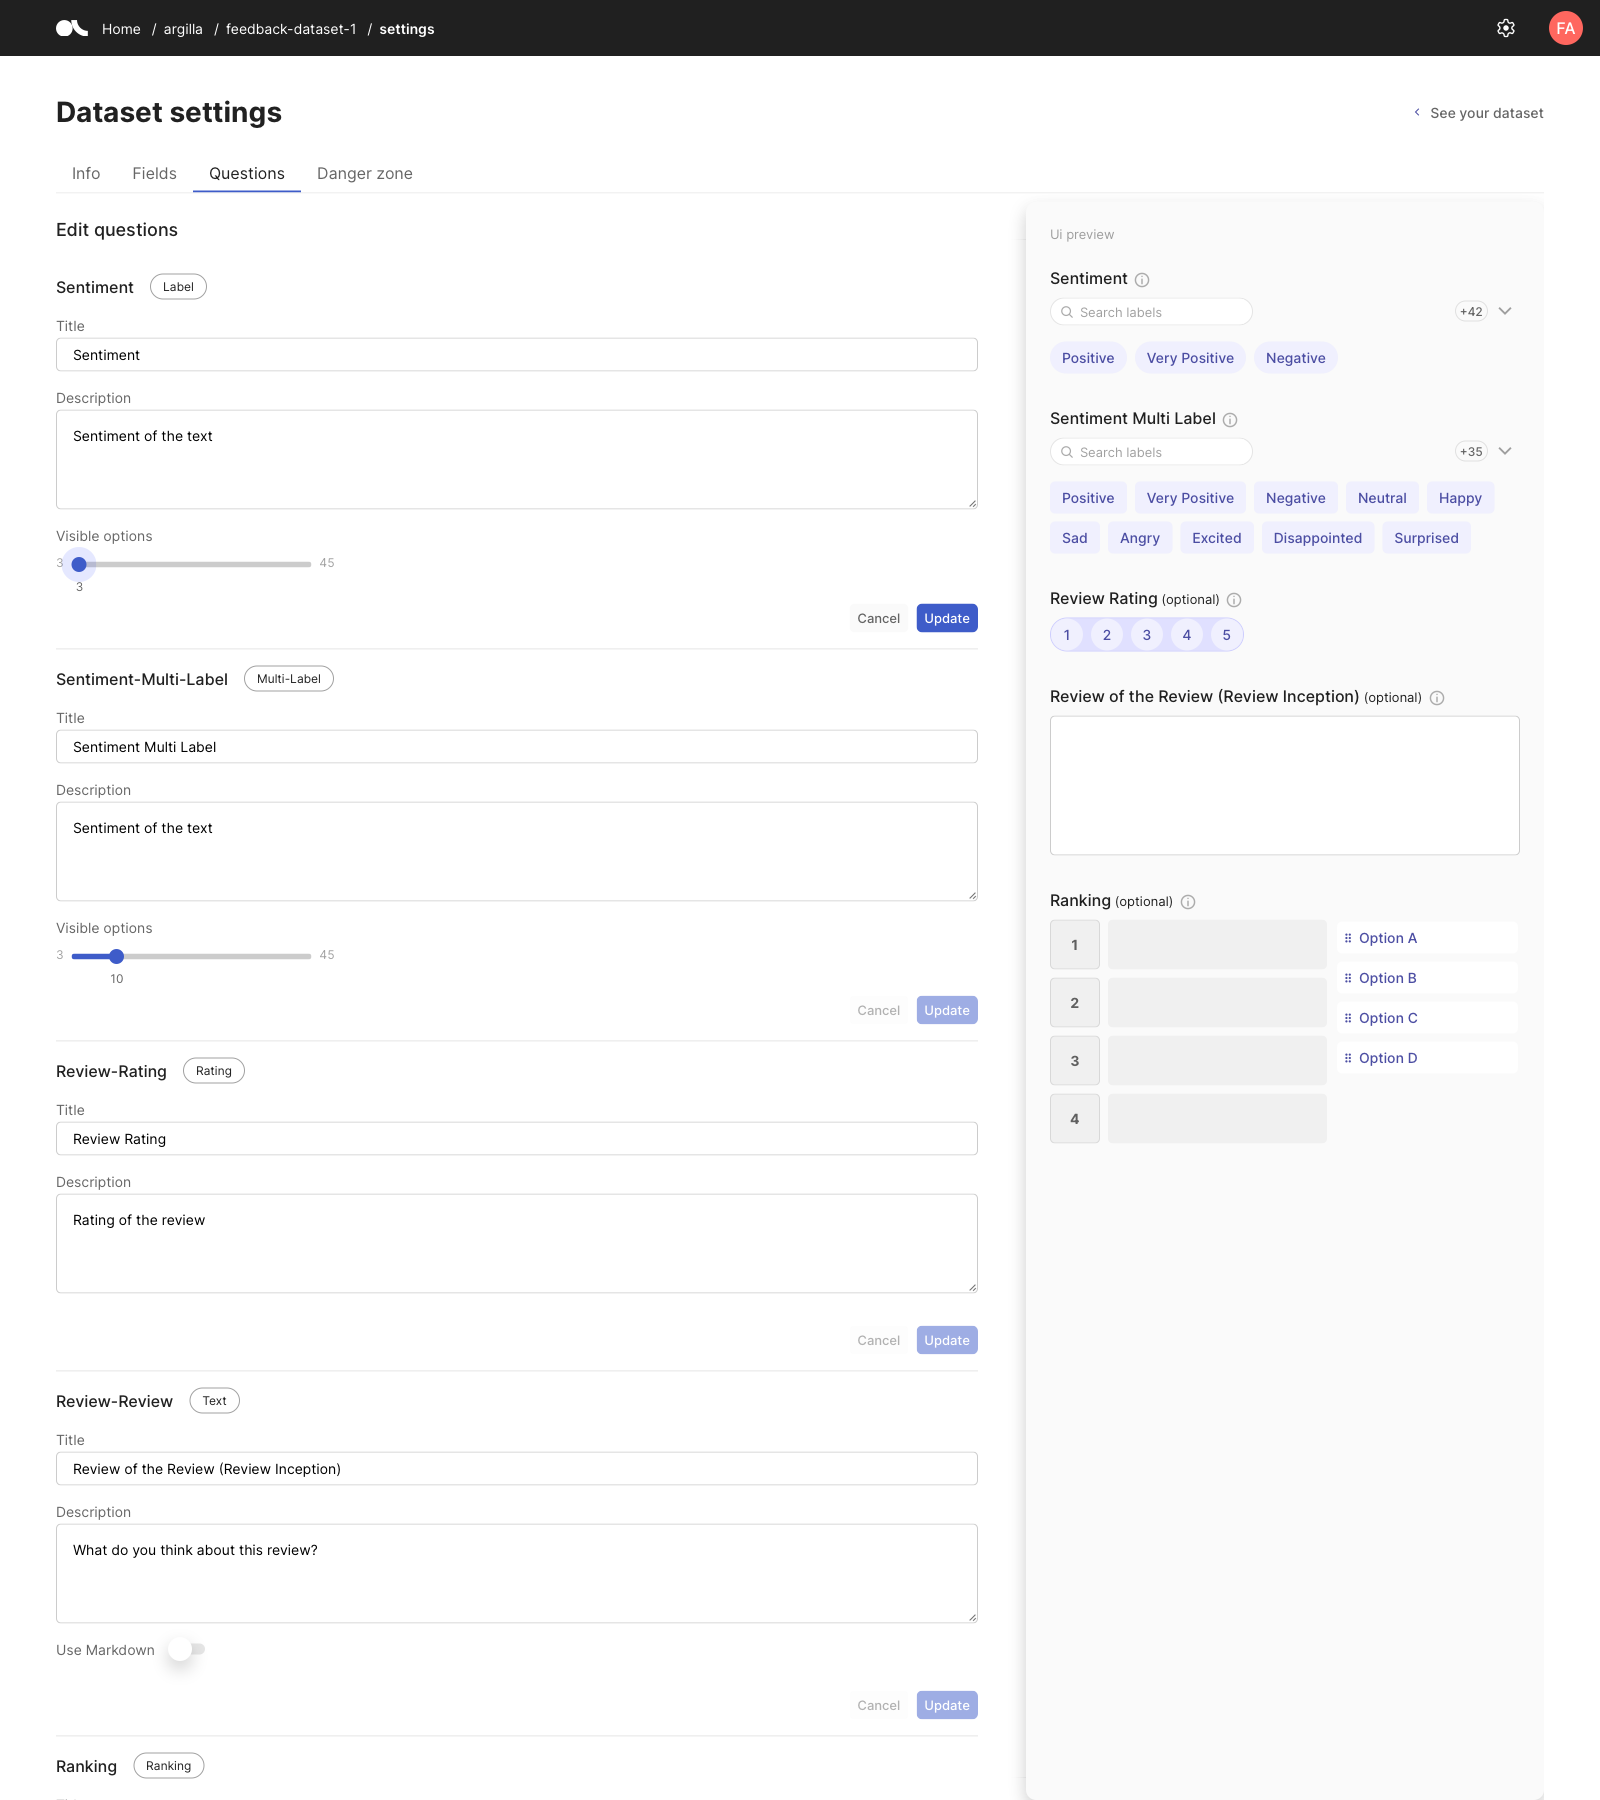 Home / argilla / feedback-dataset-1 / settings
FA
Dataset settings
See your dataset
Info Fields Questions Danger zone
Edit questions
Sentiment Label
Title
Sentiment
Description
Sentiment of the text
Visible options
3 45
3
Cancel Update
Sentiment-Multi-Label Multi-Label
Title
Sentiment Multi Label
Description
Sentiment of the text
Visible options
3 45
10
Cancel Update
Review-Rating Rating
Title
Review Rating
Description
Rating of the review
Cancel Update
Review-Review Text
Title
Review of the Review (Review Inception)
Description
What do you think about this review?
Use Markdown
Cancel Update
Ranking Ranking
Ui preview
Sentiment
Search labels +42
Positive Very Positive Negative
Sentiment Multi Label
Search labels +35
Positive Very Positive Negative Neutral Happy
Sad Angry Excited Disappointed Surprised
Review Rating (optional)
1 2 3 4 5
Review of the Review (Review Inception) (optional)
Ranking (optional)
1
2
3
4
Option A
Option B
Option C
Option D